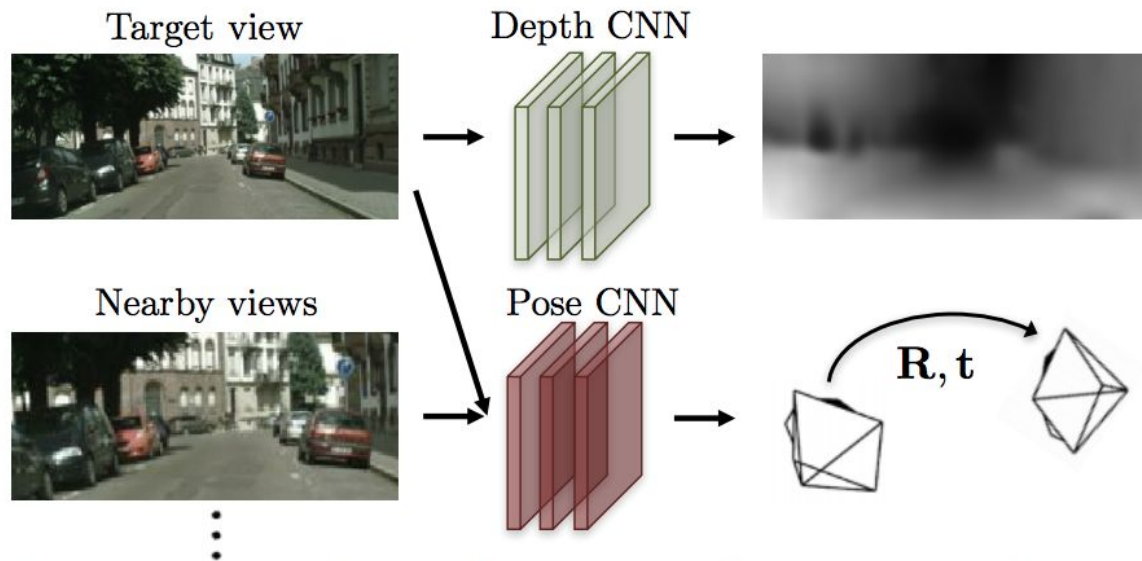 Target view
Depth CNN
Nearby views
Pose CNN
R, t